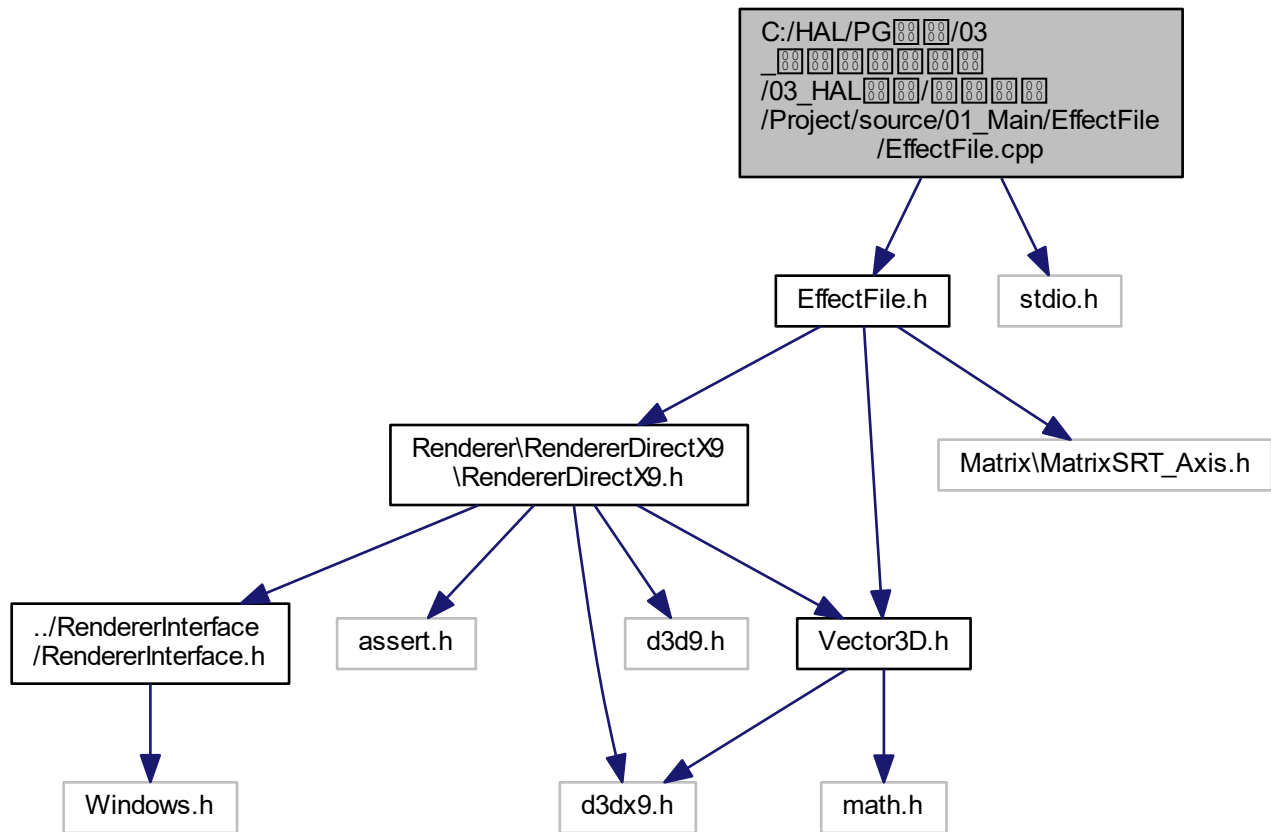 C:/HAL/PG/03
_
/03_HAL/
/Project/source/01_Main/EffectFile
/EffectFile.cpp
EffectFile.h
stdio.h
Renderer\RendererDirectX9
\RendererDirectX9.h
Matrix\MatrixSRT_Axis.h
../RendererInterface
/RendererInterface.h
assert.h
d3d9.h
Vector3D.h
Windows.h
d3dx9.h
math.h